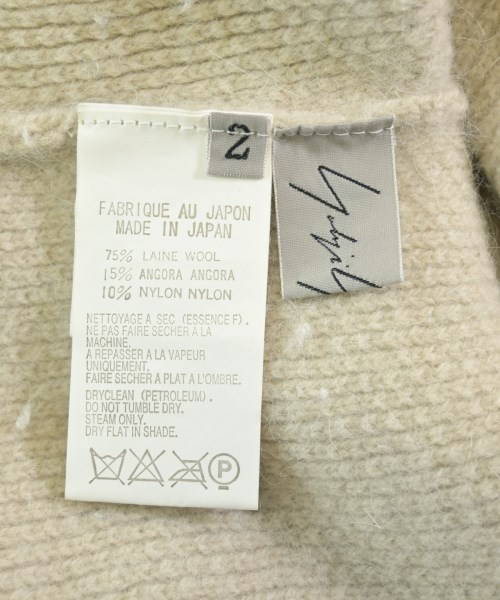 2
FABRIQUE AU JAPON
MADE IN JAPAN
75% LAINE WOOL
15% ANGORA ANGORA
10% NYLON NYLON
NETTOYAGE A SEC (ESSENCE F).
NE PAS FAIRE SECHER A LA
MACHINE.
A REPASSER A LA VAPEUR
UNIQUEMENT.
FAIRE SECHER A PLAT A L'OMBRE.
DRYCLEAN (PETROLEUM).
DO NOT TUMBLE DRY.
STEAM ONLY.
DRY FLAT IN SHADE.
P